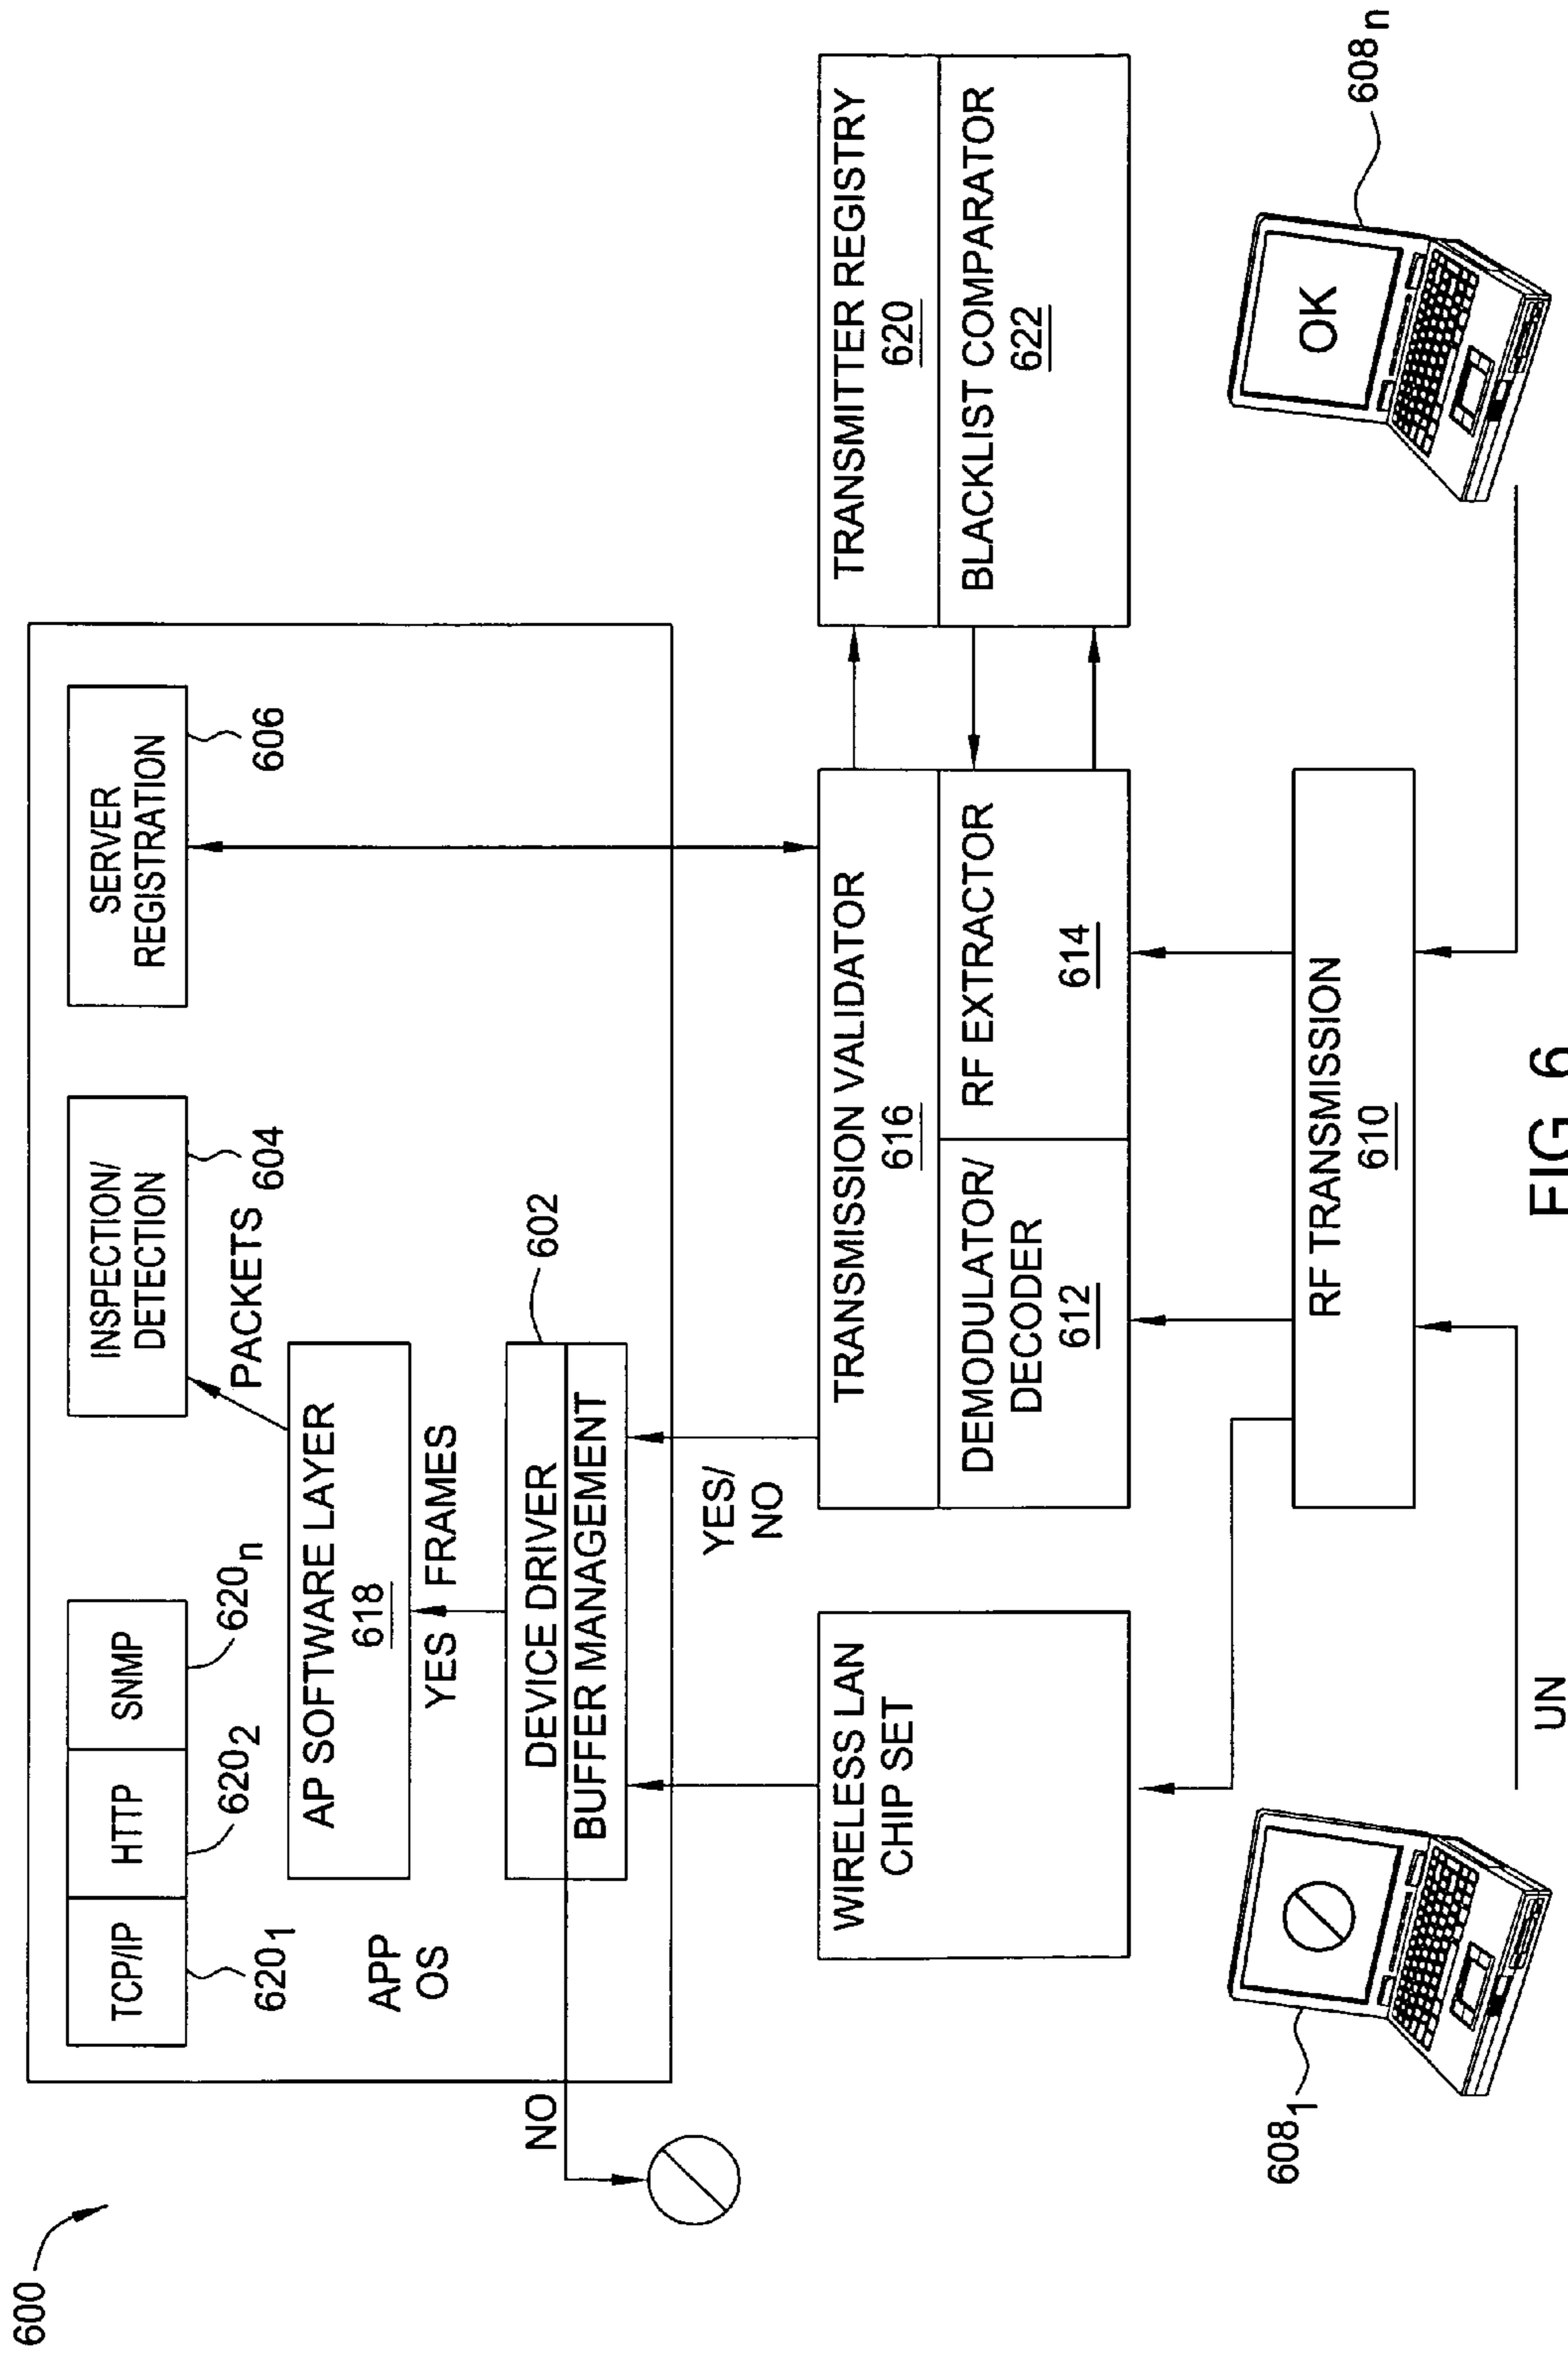 600
TCP/IP
HTTP
SNMP
620₁
620₂
620n
INSPECTION/
DETECTION
604
SERVER
REGISTRATION
606
APP
OS
AP SOFTWARE LAYER
618
PACKETS
YES
FRAMES
NO
DEVICE DRIVER
BUFFER MANAGEMENT
602
YES/
NO
WIRELESS LAN
CHIP SET
TRANSMISSION VALIDATOR
616
DEMODULATOR/
DECODER
612
RF EXTRACTOR
614
TRANSMITTER REGISTRY
620
BLACKLIST COMPARATOR
622
RF TRANSMISSION
610
608₁
UN
OK
608n
FIG. 6